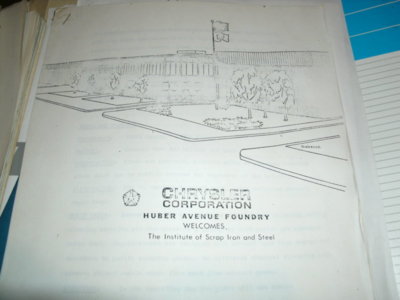 CHRYSLER
CORPORATION
HUBER AVENUE FOUNDRY
WELCOMES,
The Institute of Scrap Iron and Steel